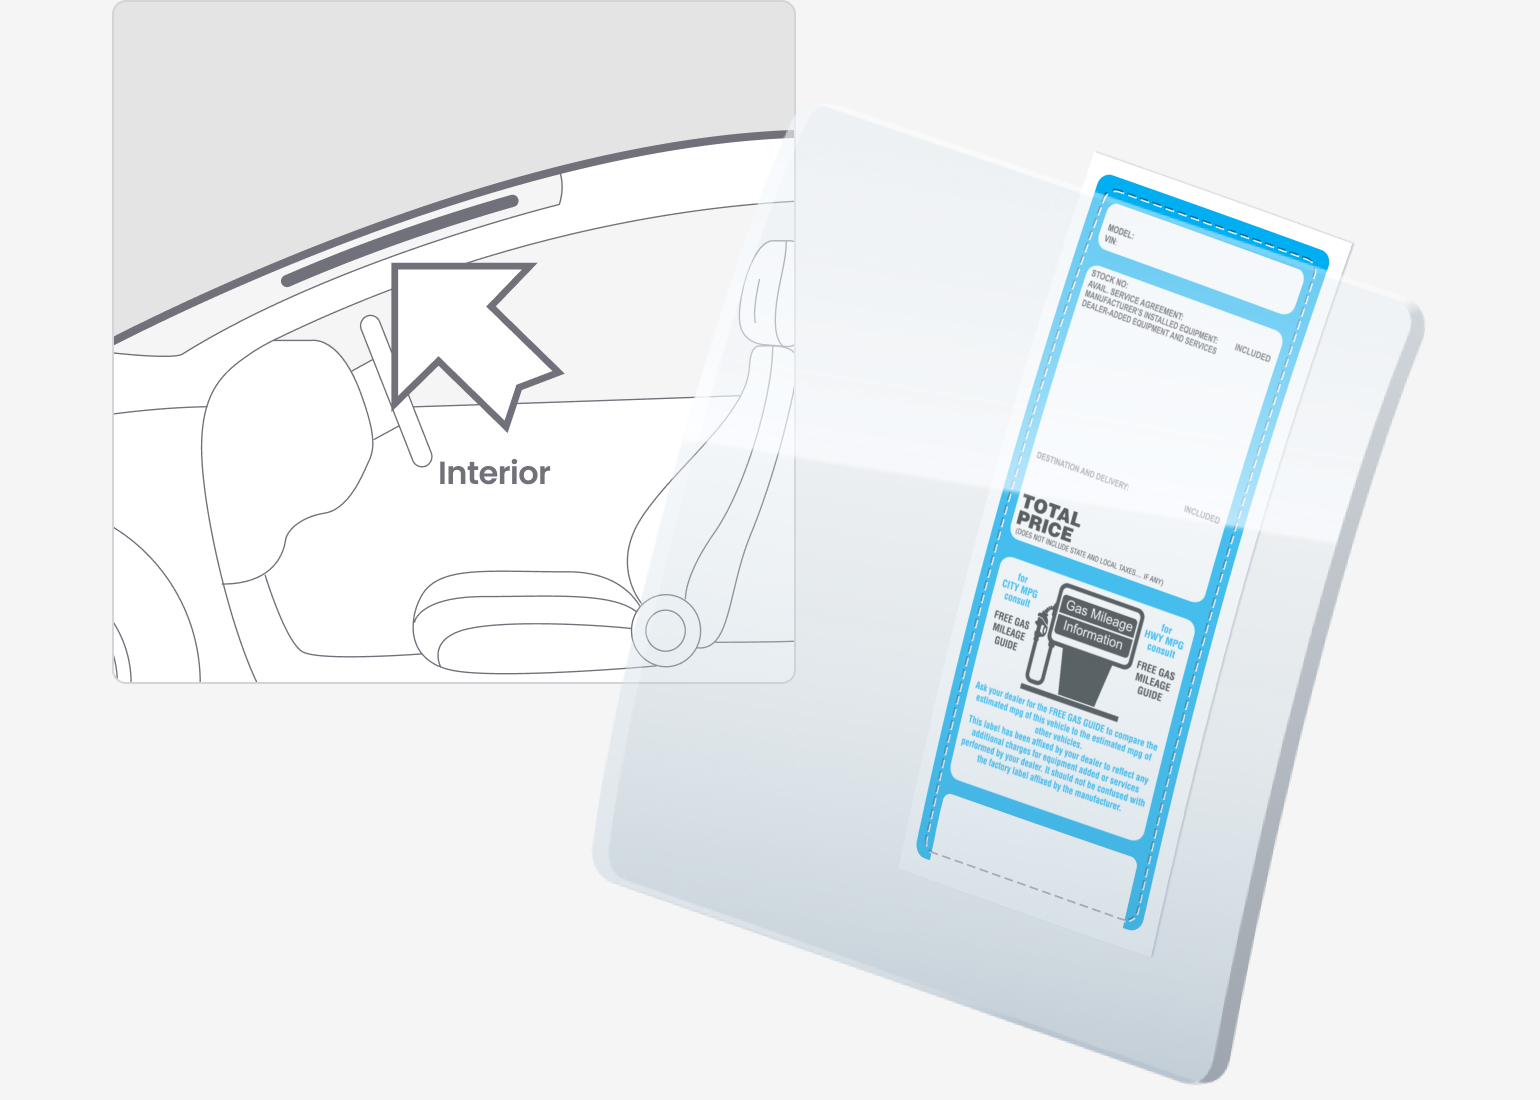 Interior
MODEL:
VIN:
STOCK NO:
AVAIL. SERVICE AGREEMENT:
MANUFACTURER'S INSTALLED EQUIPMENT:
INCLUDED
DEALER-ADDED EQUIPMENT AND SERVICES
DESTINATION AND DELIVERY:
INCLUDED
TOTAL
PRICE
(DOES NOT INCLUDE STATE AND LOCAL TAXES... IF ANY)
for
CITY MPG
consult
FREE GAS
MILEAGE
GUIDE
Gas Mileage
Information
for
HWY MPG
consult
FREE GAS
MILEAGE
GUIDE
Ask your dealer for the FREE GAS GUIDE to compare the
estimated mpg of this vehicle to the estimated mpg of
other vehicles.
This label has been affixed by your dealer to reflect any
additional charges for equipment added or services
performed by your dealer. It should not be confused with
the factory label affixed by the manufacturer.